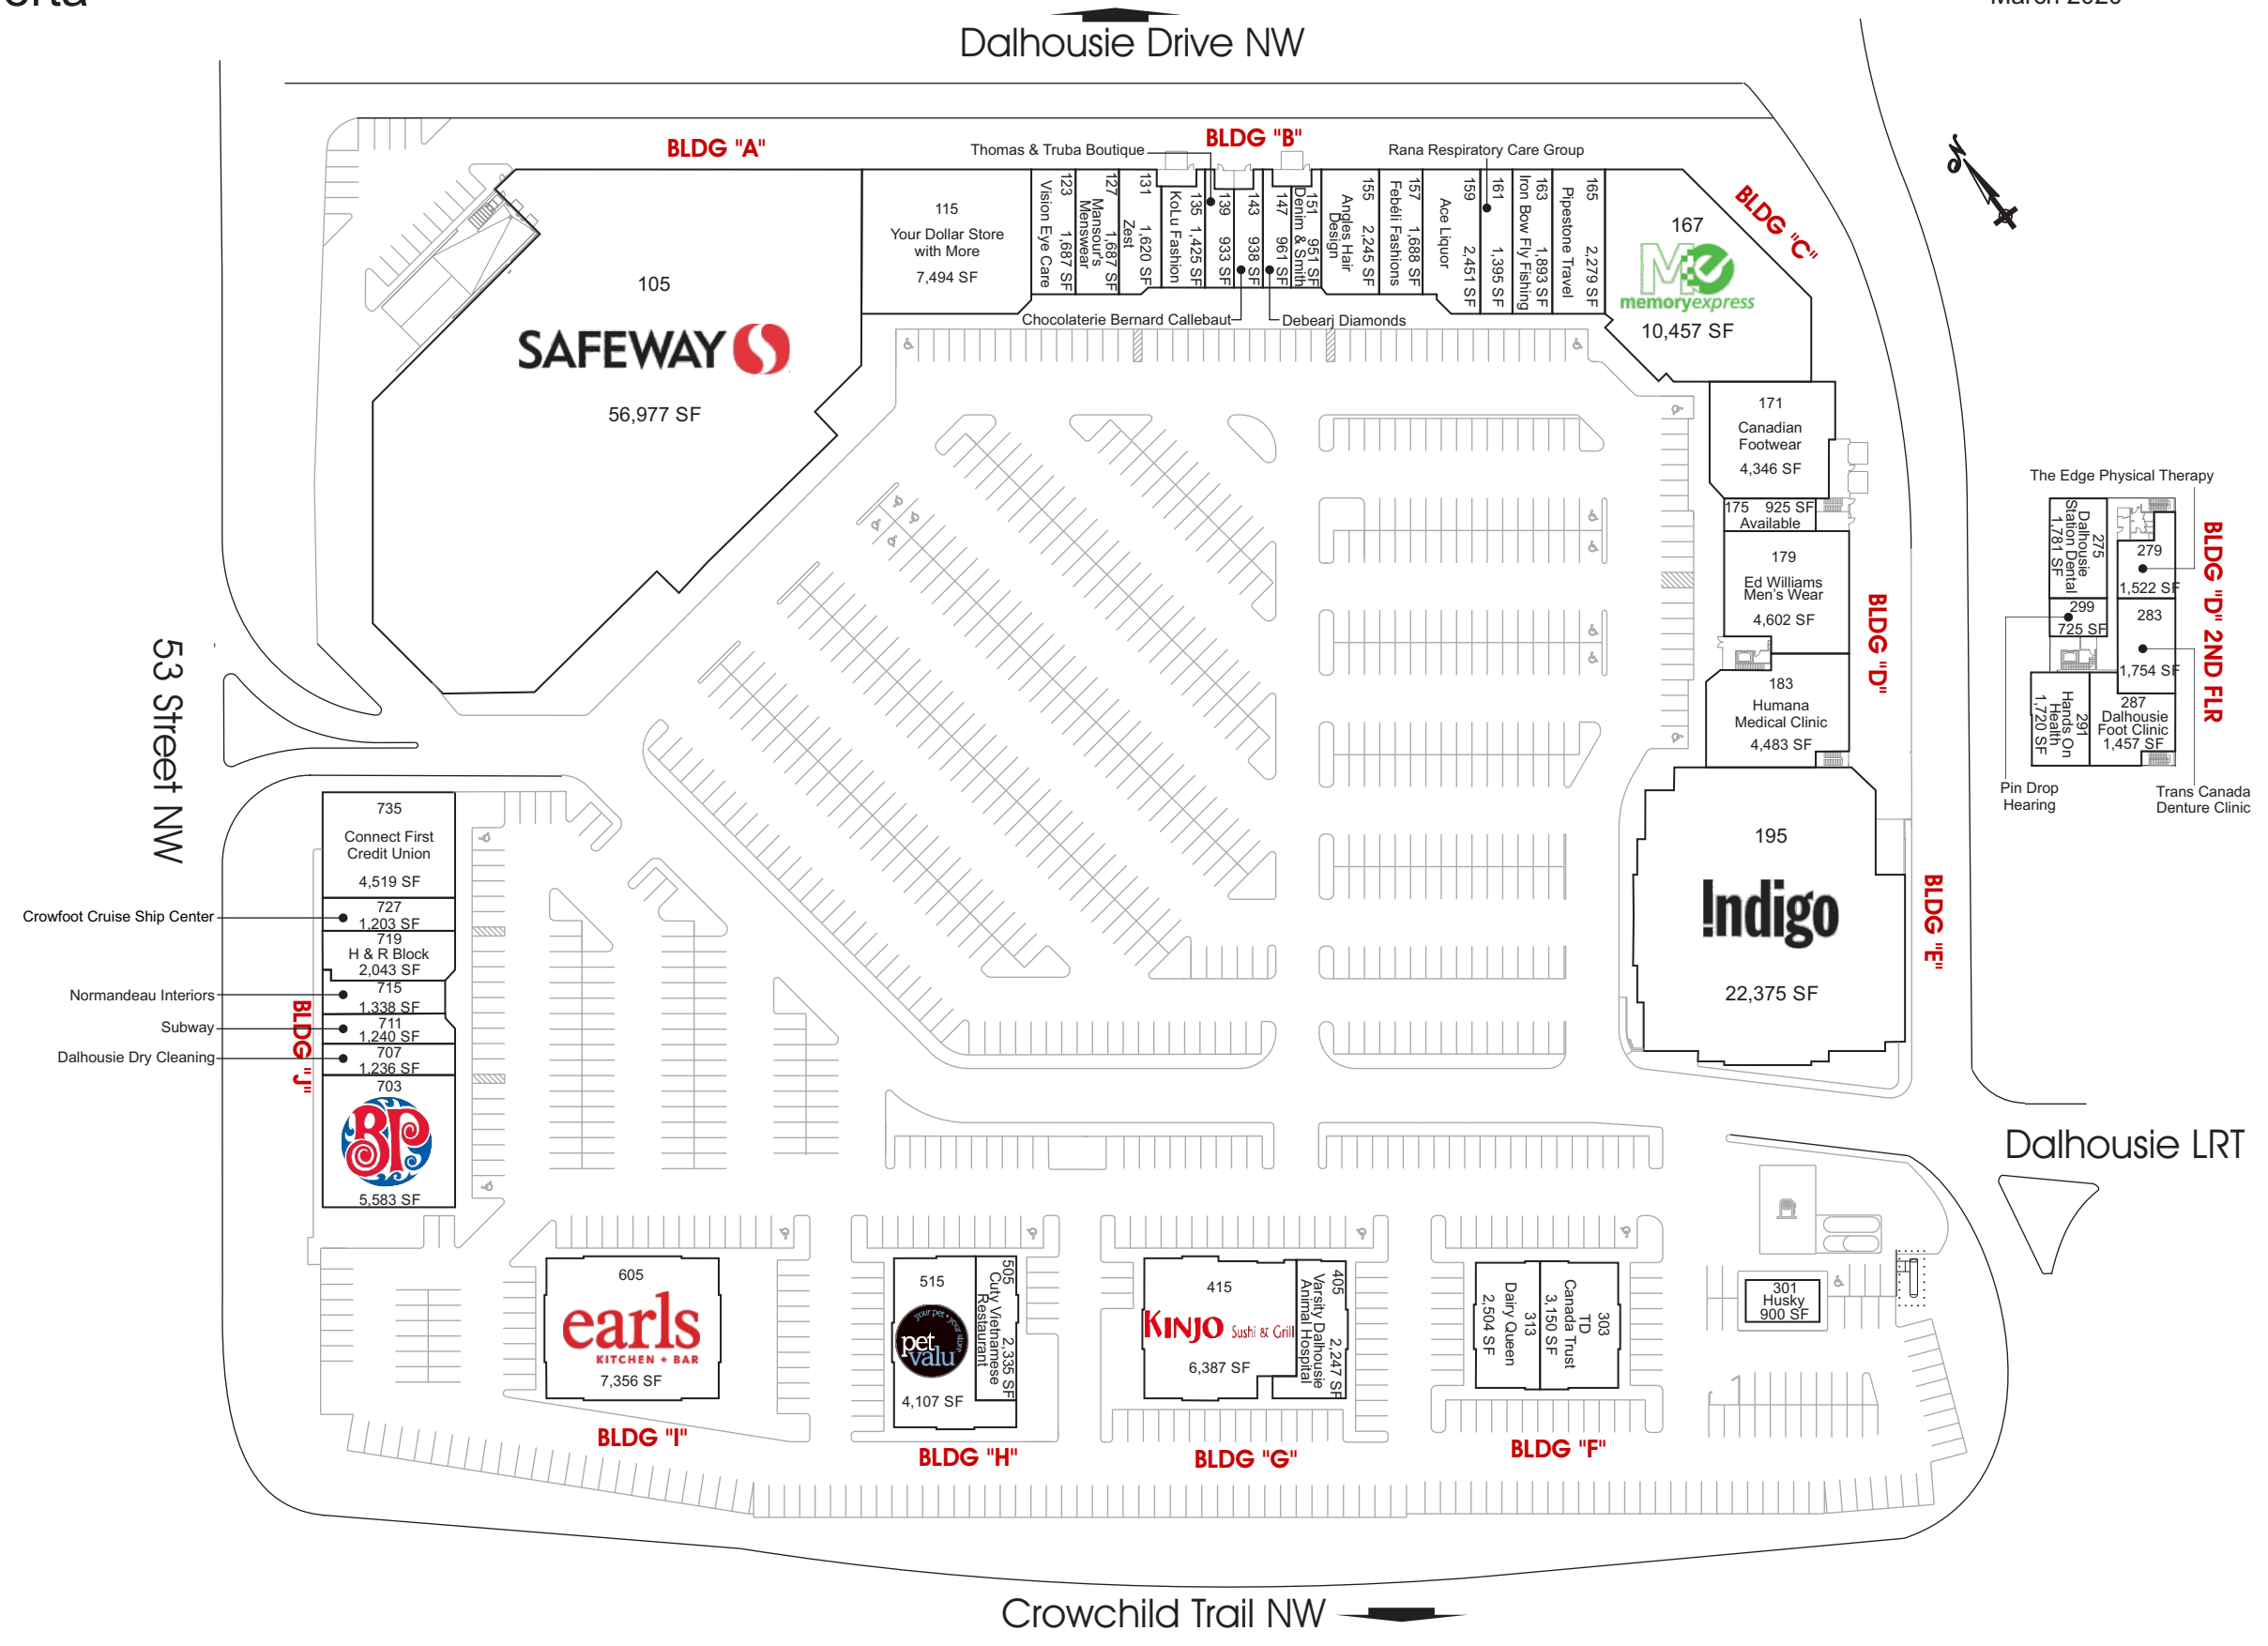 Dalhousie Drive NW
BLDG "A"
BLDG "B"
BLDG "C"
Thomas & Truba Boutique
Rana Respiratory Care Group
105
SAFEWAY
56,977 SF
115
Your Dollar Store
with More
7,494 SF
123 1,687 SF
Vision Eye Care
127 1,687 SF
Mansour's
Menswear
131 1,620 SF
Zest
135 1,425 SF
KoLu Fashion
139 933 SF
143 938 SF
147 961 SF
151 951 SF
Denim & Smith
155 2,245 SF
Angles Hair
Design
157 1,688 SF
Febéli Fashions
159 2,451 SF
Ace Liquor
161 1,395 SF
163 1,893 SF
Iron Bow Fly Fishing
165 2,279 SF
Pipestone Travel
167
Me
memoryexpress
10,457 SF
Chocolaterie Bernard Callebaut
Debearj Diamonds
171
Canadian
Footwear
4,346 SF
175 925 SF
Available
179
Ed Williams
Men's Wear
4,602 SF
183
Humana
Medical Clinic
4,483 SF
BLDG "D"
195
Indigo
22,375 SF
BLDG "E"
The Edge Physical Therapy
275
Dalhousie
Station Dental
1,781 SF
279
1,522 SF
299
725 SF
283
1,754 SF
291
Hands On
Health
1,720 SF
287
Dalhousie
Foot Clinic
1,457 SF
BLDG "D" 2ND FLR
Pin Drop
Hearing
Trans Canada
Denture Clinic
53 Street NW
735
Connect First
Credit Union
4,519 SF
Crowfoot Cruise Ship Center
727
1,203 SF
719
H & R Block
2,043 SF
Normandeau Interiors
715
1,338 SF
Subway
711
1,240 SF
Dalhousie Dry Cleaning
707
1,236 SF
703
BP
5,583 SF
BLDG "J"
Dalhousie LRT
605
earls
KITCHEN + BAR
7,356 SF
BLDG "I"
515
your pet • your store
pet
valu
4,107 SF
505 2,335 SF
Cuty Vietnamese
Restaurant
BLDG "H"
415
KINJO Sushi & Grill
6,387 SF
405 2,247 SF
Varsity Dalhousie
Animal Hospital
BLDG "G"
313
Dairy Queen
2,504 SF
303
TD
Canada Trust
3,150 SF
BLDG "F"
301
Husky
900 SF
Crowchild Trail NW